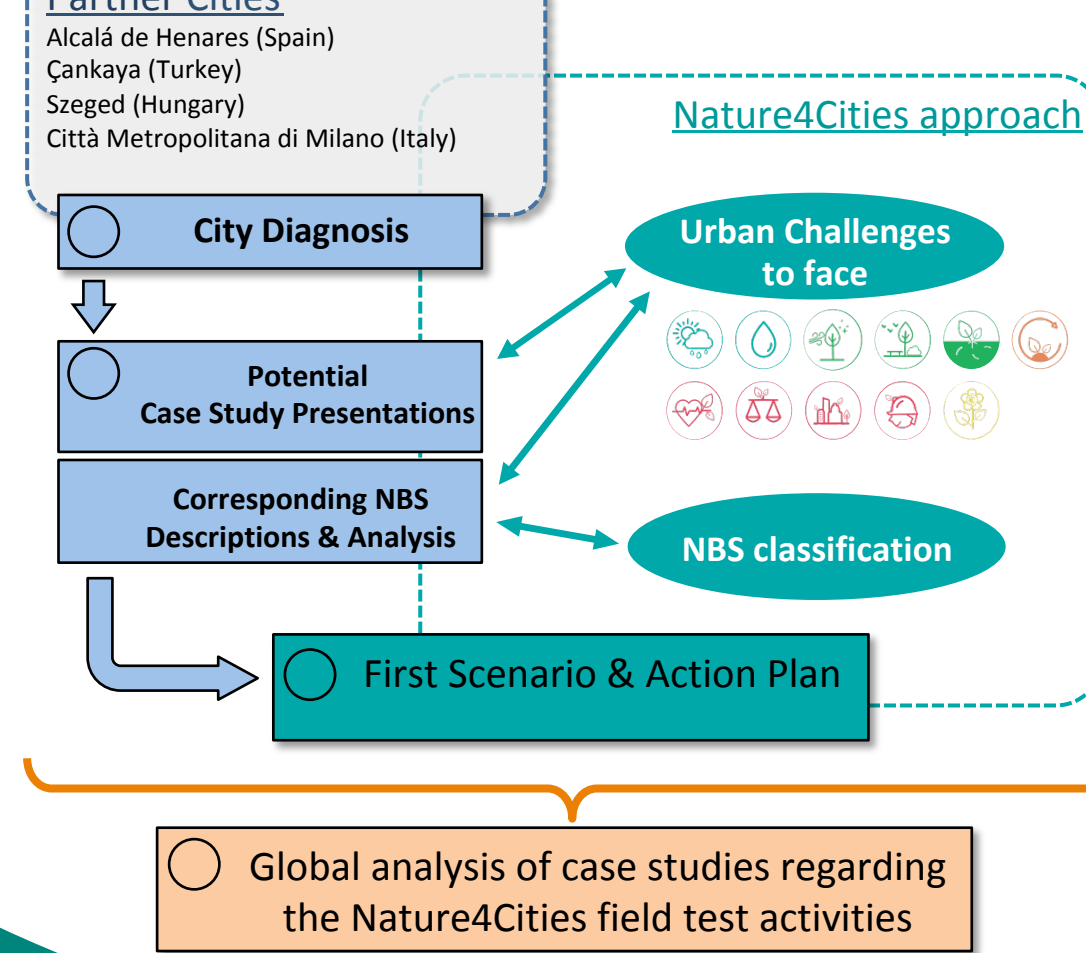 Partner Cities
Alcalá de Henares (Spain)
Çankaya (Turkey)
Szeged (Hungary)
Città Metropolitana di Milano (Italy)
Nature4Cities approach
City Diagnosis
Urban Challenges
to face
Potential
Case Study Presentations
Corresponding NBS
Descriptions & Analysis
NBS classification
First Scenario & Action Plan
Global analysis of case studies regarding
the Nature4Cities field test activities